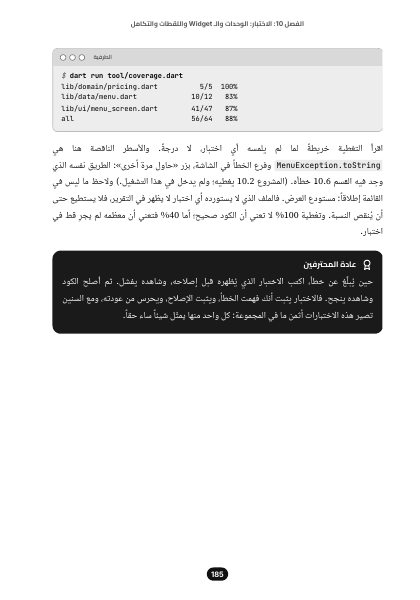 الفصل 10: الاختبار: الوحدات والـ Widget واللقطات والتكامل
الطرفية
$ dart run tool/coverage.dart
lib/domain/pricing.dart 5/5 100%
lib/data/menu.dart 10/12 83%
lib/ui/menu_screen.dart 41/47 87%
all 56/64 88%
اقرأ التغطية خريطةً لما لم يلمسه أي اختبار، لا درجةً. والأسطر الناقصة هنا هي
MenuException.toString وفرع الخطأ في الشاشة، بزر «حاول مرة أخرى»: الطريق نفسه الذي
وجد فيه القسم 10.6 خطأه. (المشروع 10.2 يغطيه؛ ولم يدخل في هذا التشغيل.) ولاحظ ما ليس في
القائمة إطلاقاً: مستودع العرض. فالملف الذي لا يستورده أي اختبار لا يظهر في التقرير، فلا يستطيع حتى
أن يُنقص النسبة. وتغطية 100% لا تعني أن الكود صحيح؛ أما 40% فتعني أن معظمه لم يجرِ قط في
اختبار.
عادة المحترفين
حين يُبلَّغ عن خطأ، اكتب الاختبار الذي يُظهره قبل إصلاحه، وشاهده يفشل. ثم أصلح الكود
وشاهده ينجح. فالاختبار يثبت أنك فهمت الخطأ، ويثبت الإصلاح، ويحرس من عودته، ومع السنين
تصير هذه الاختبارات أثمن ما في المجموعة: كل واحد منها يمثل شيئاً ساء حقاً.
185